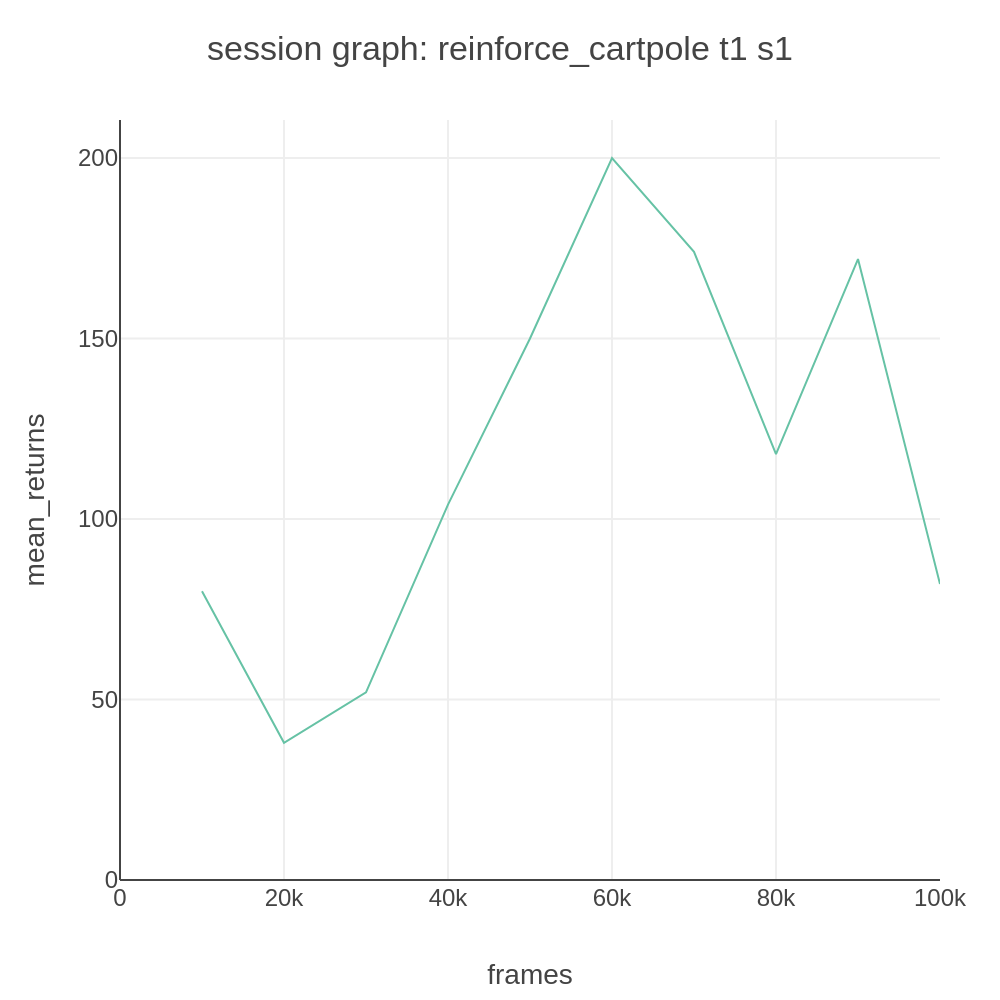 session graph: reinforce_cartpole t1 s1
200
150
100
50
0
mean_returns
0 20k 40k 60k 80k 100k
frames